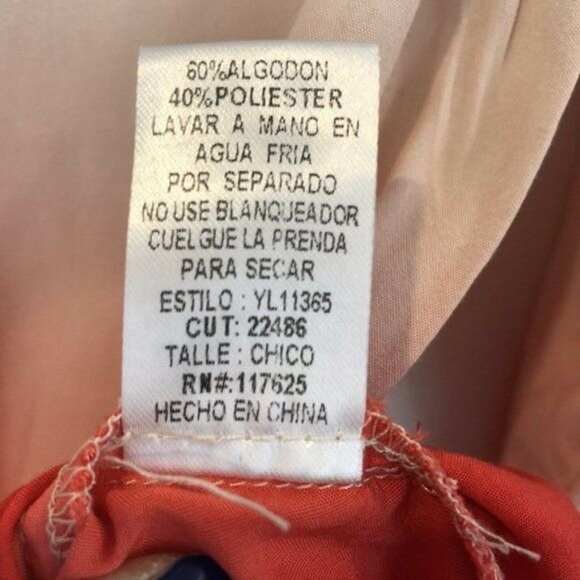 60%ALGODON
40%POLIESTER
LAVAR A MANO EN
AGUA FRIA
POR SEPARADO
NO USE BLANQUEADOR
CUELGUE LA PRENDA
PARA SECAR
ESTILO : YL11365
CUT: 22486
TALLE : CHICO
RN#:117625
HECHO EN CHINA